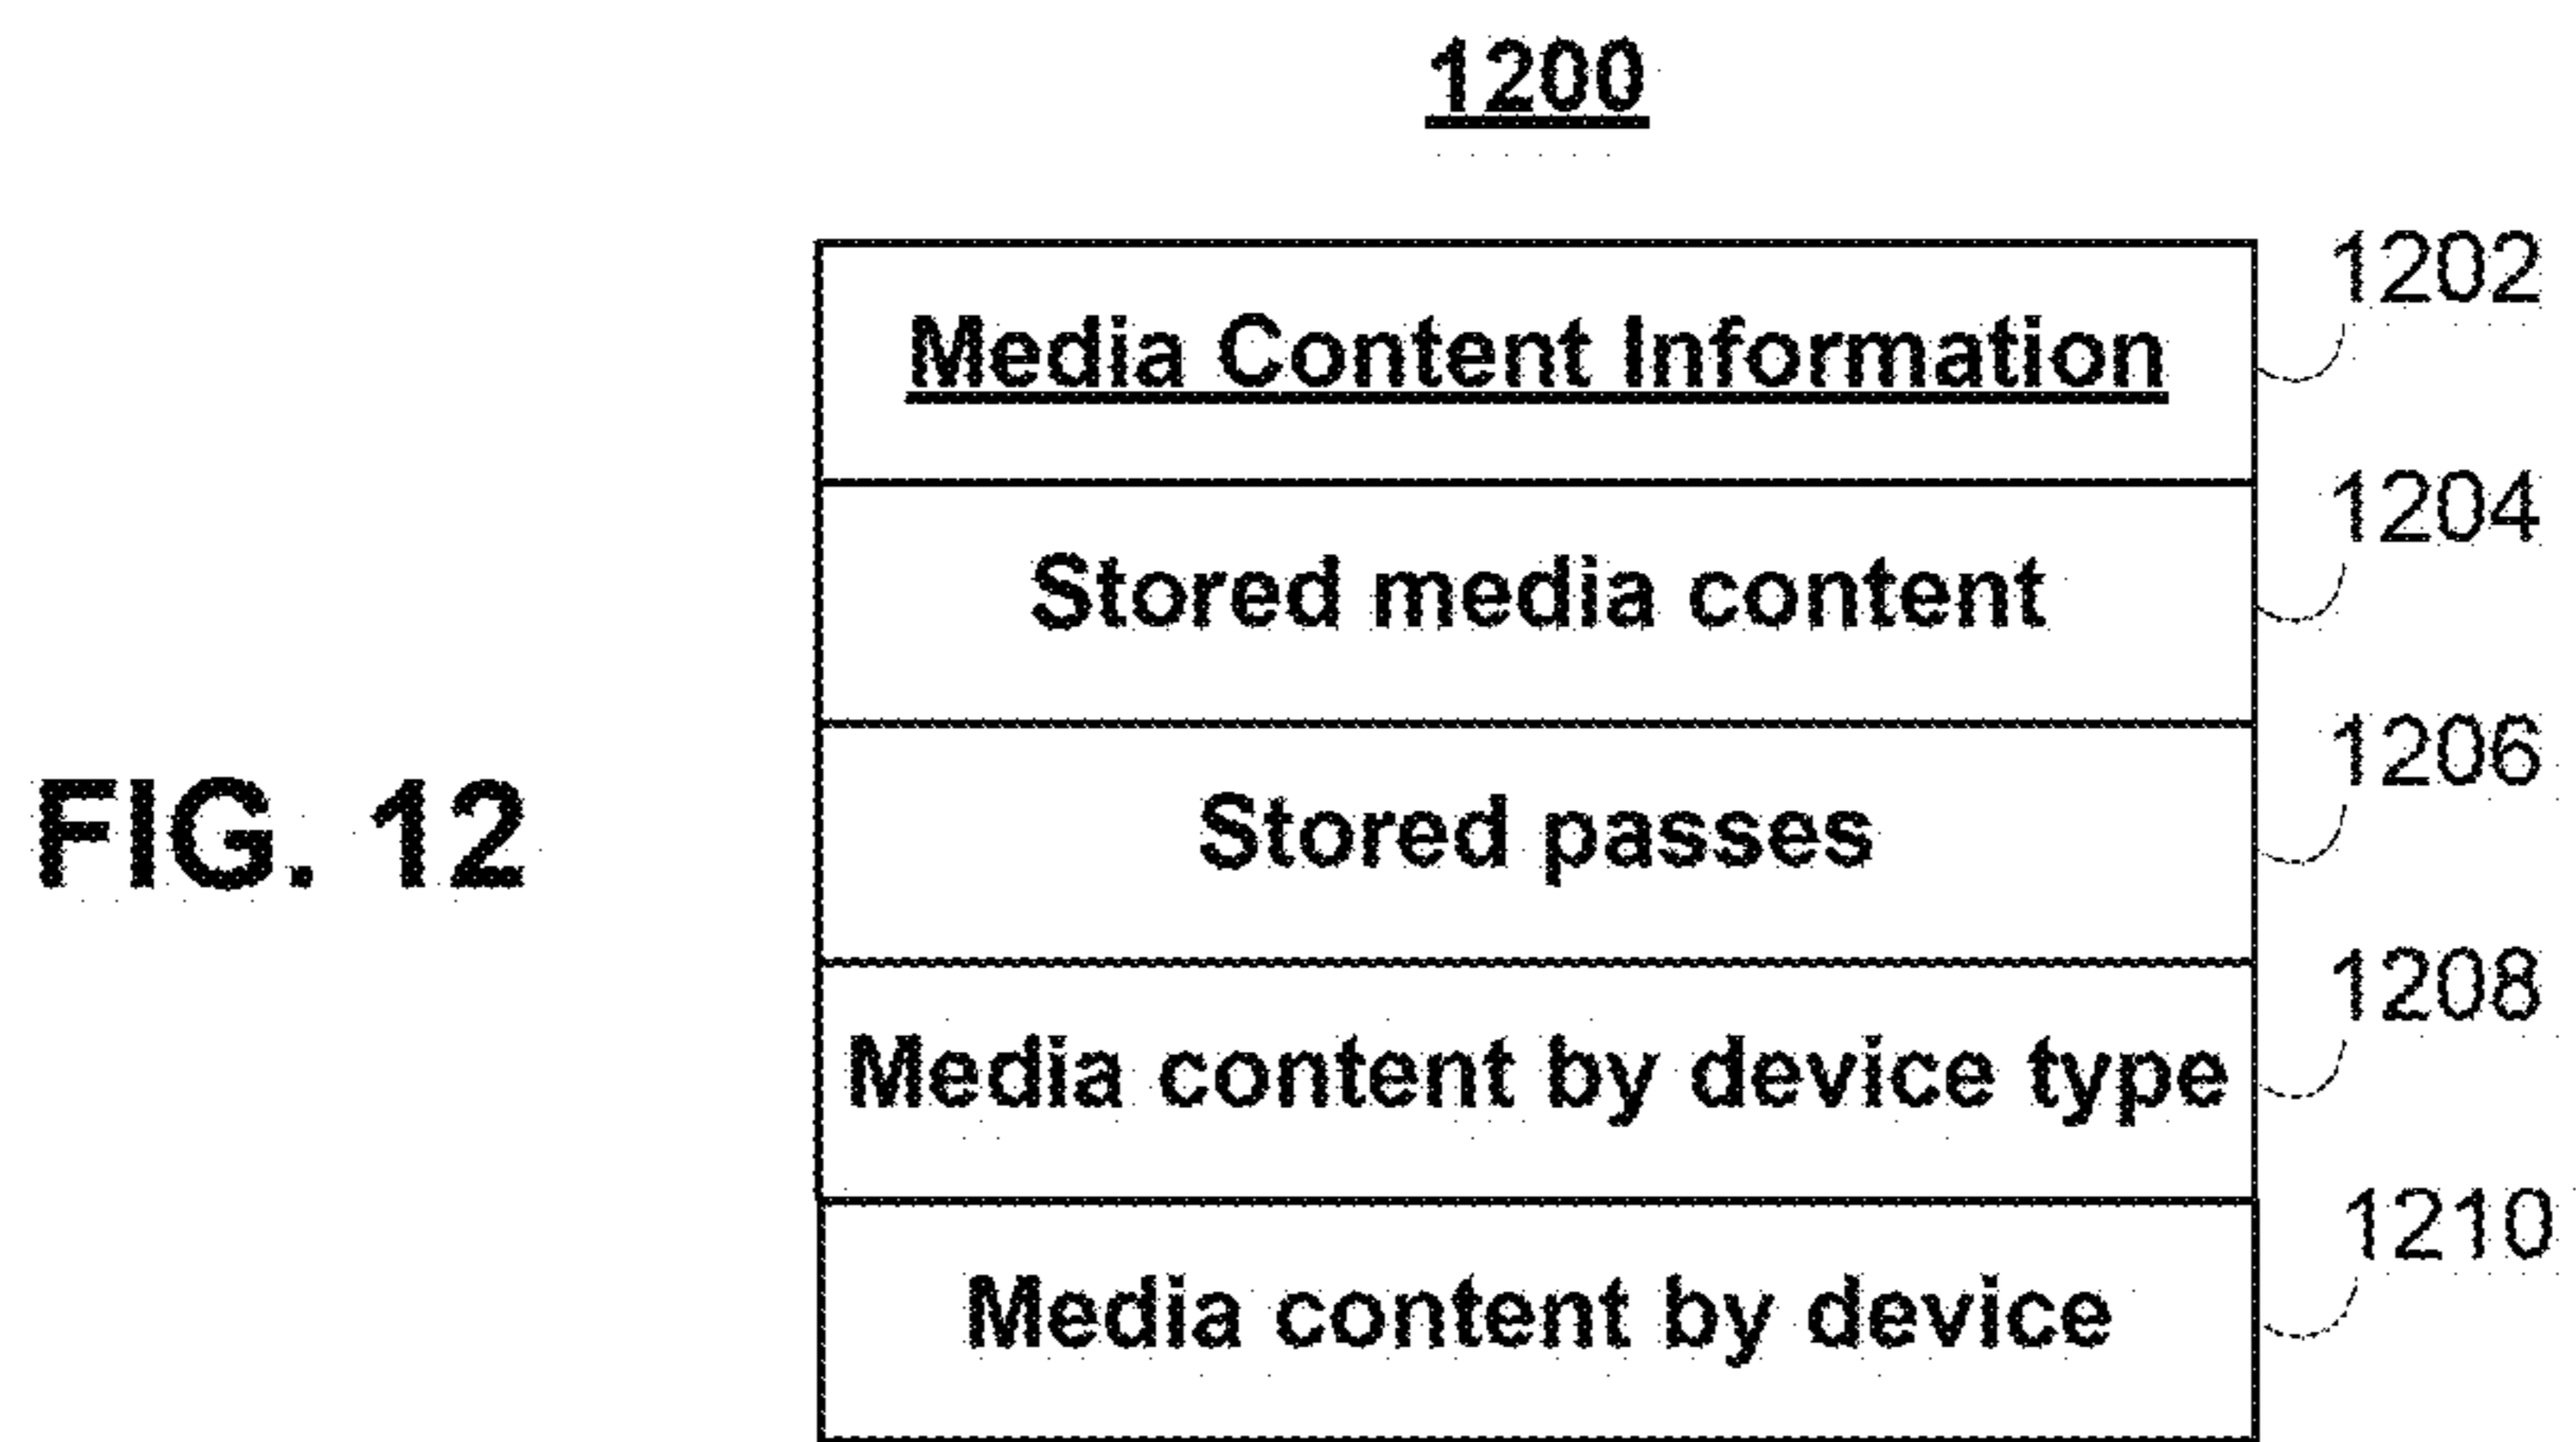 1200
Media Content Information 1202
Stored media content 1204
Stored passes 1206
FIG. 12
Media content by device type 1208
Media content by device 1210